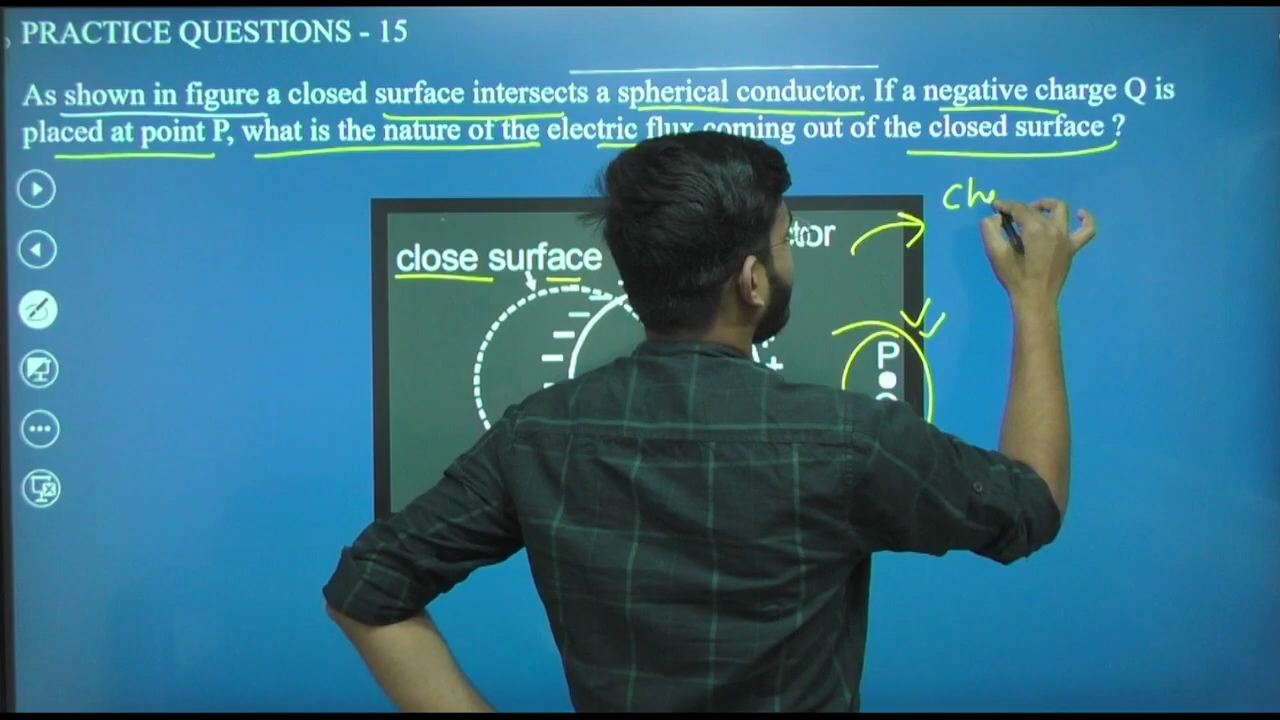 PRACTICE QUESTIONS - 15
As shown in figure a closed surface intersects a spherical conductor. If a negative charge Q is
placed at point P, what is the nature of the electric flux coming out of the closed surface ?
close surface
P